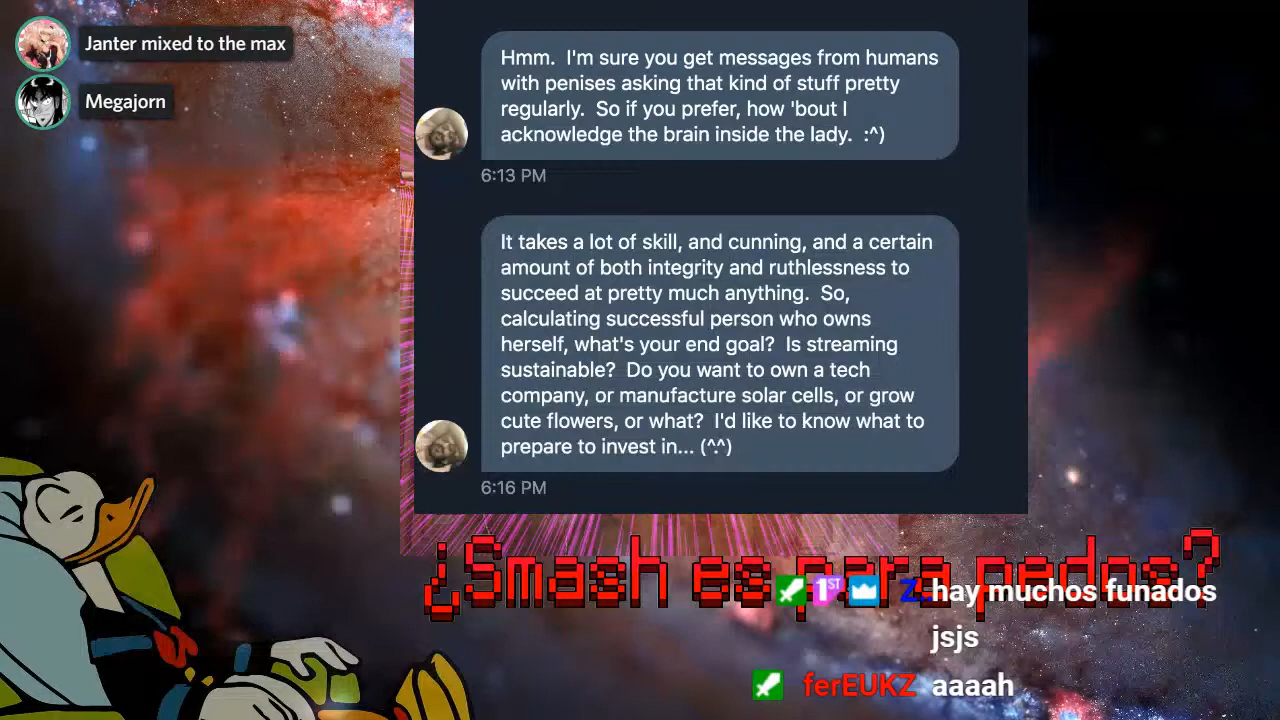 Janter mixed to the max
Megajorn
Hmm.  I'm sure you get messages from humans
with penises asking that kind of stuff pretty
regularly.  So if you prefer, how 'bout I
acknowledge the brain inside the lady.  :^)
6:13 PM
It takes a lot of skill, and cunning, and a certain
amount of both integrity and ruthlessness to
succeed at pretty much anything.  So,
calculating successful person who owns
herself, what's your end goal?  Is streaming
sustainable?  Do you want to own a tech
company, or manufacture solar cells, or grow
cute flowers, or what?  I'd like to know what to
prepare to invest in... (^.^)
6:16 PM
¿Smash es para pedos?
1ST hay muchos funados
jsjs
ferEUKZ aaaah